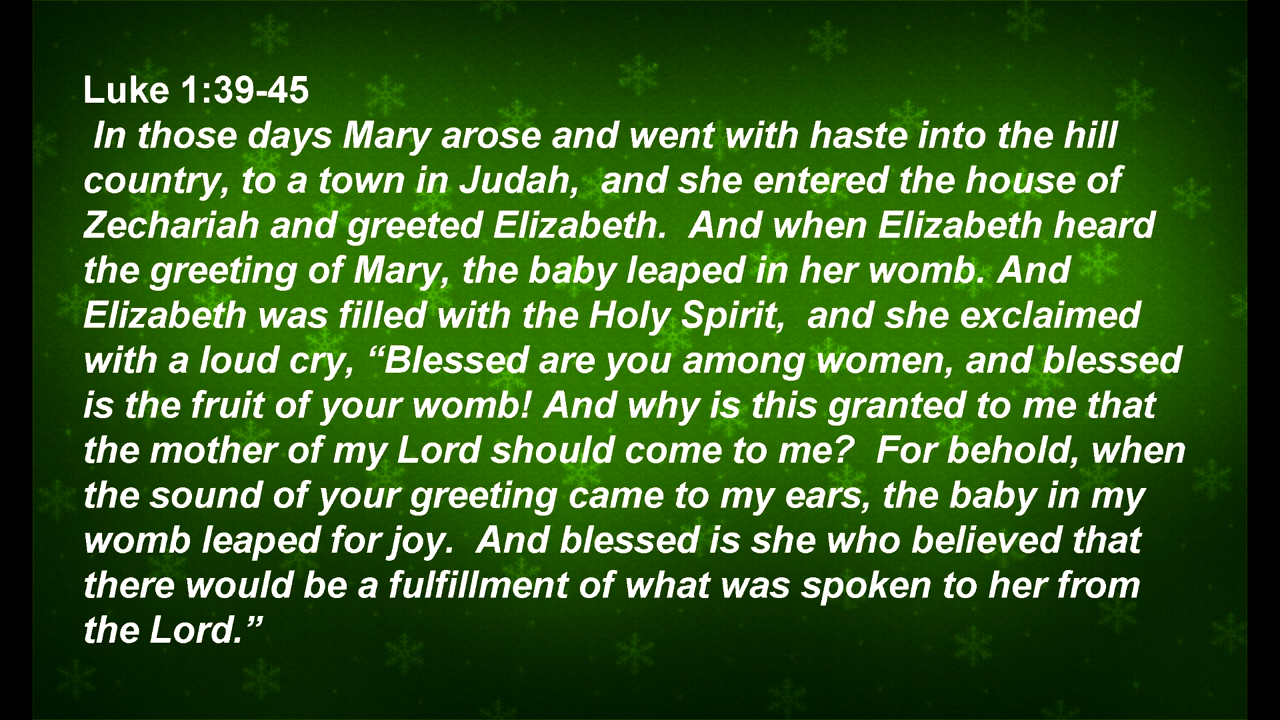 Luke 1:39-45
In those days Mary arose and went with haste into the hill
country, to a town in Judah,  and she entered the house of
Zechariah and greeted Elizabeth.  And when Elizabeth heard
the greeting of Mary, the baby leaped in her womb. And
Elizabeth was filled with the Holy Spirit,  and she exclaimed
with a loud cry, “Blessed are you among women, and blessed
is the fruit of your womb! And why is this granted to me that
the mother of my Lord should come to me?  For behold, when
the sound of your greeting came to my ears, the baby in my
womb leaped for joy.  And blessed is she who believed that
there would be a fulfillment of what was spoken to her from
the Lord.”